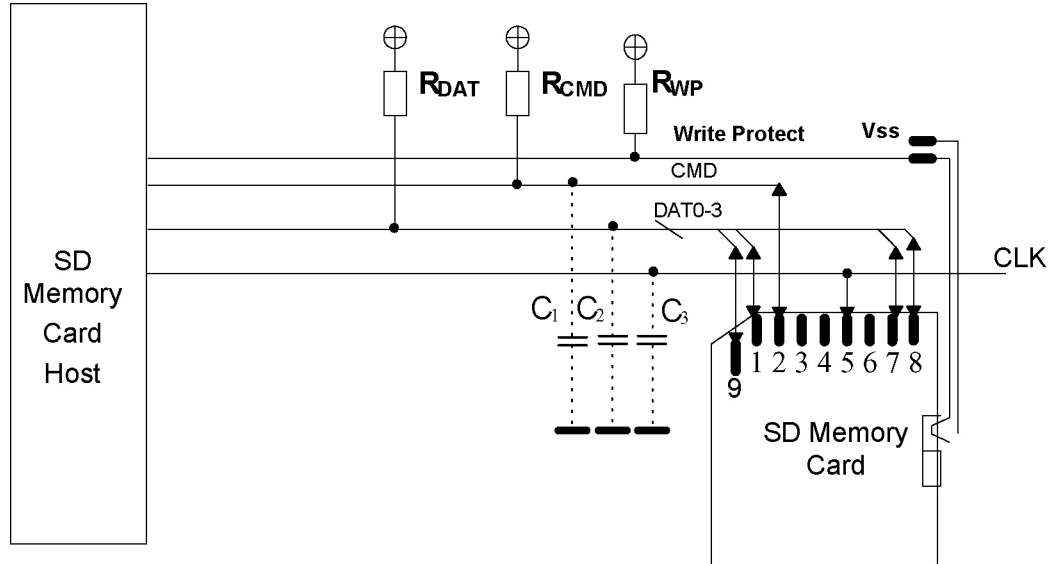 RDAT
RCMD
RWP
Write Protect
Vss
CMD
DAT0-3
SD
Memory
Card
Host
CLK
C1
C2
C3
1 2 3 4 5 6 7 8
9
SD Memory
Card